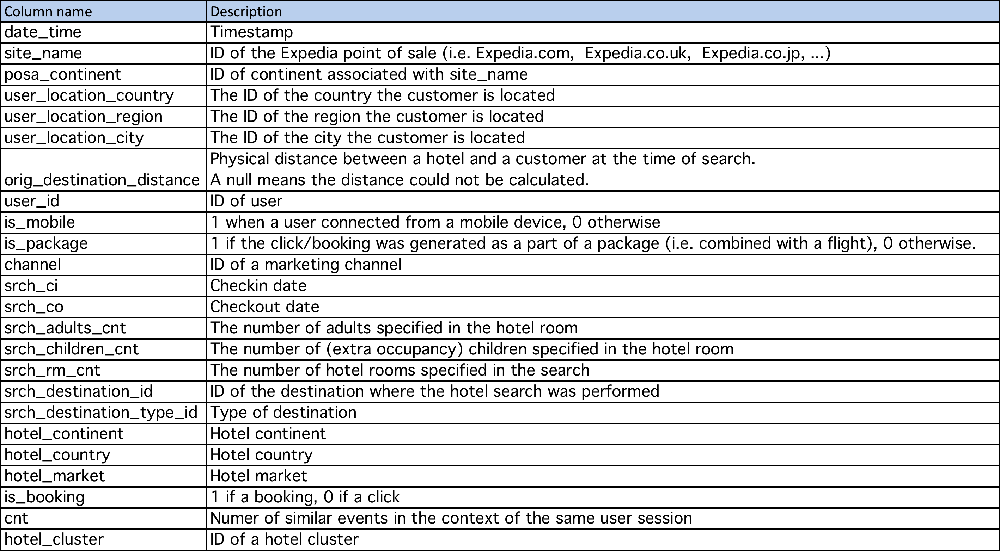 Column name Description
date_time Timestamp
site_name ID of the Expedia point of sale (i.e. Expedia.com, Expedia.co.uk, Expedia.co.jp, ...)
posa_continent ID of continent associated with site_name
user_location_country The ID of the country the customer is located
user_location_region The ID of the region the customer is located
user_location_city The ID of the city the customer is located
Physical distance between a hotel and a customer at the time of search.
orig_destination_distance A null means the distance could not be calculated.
user_id ID of user
is_mobile 1 when a user connected from a mobile device, 0 otherwise
is_package 1 if the click/booking was generated as a part of a package (i.e. combined with a flight), 0 otherwise.
channel ID of a marketing channel
srch_ci Checkin date
srch_co Checkout date
srch_adults_cnt The number of adults specified in the hotel room
srch_children_cnt The number of (extra occupancy) children specified in the hotel room
srch_rm_cnt The number of hotel rooms specified in the search
srch_destination_id ID of the destination where the hotel search was performed
srch_destination_type_id Type of destination
hotel_continent Hotel continent
hotel_country Hotel country
hotel_market Hotel market
is_booking 1 if a booking, 0 if a click
cnt Numer of similar events in the context of the same user session
hotel_cluster ID of a hotel cluster